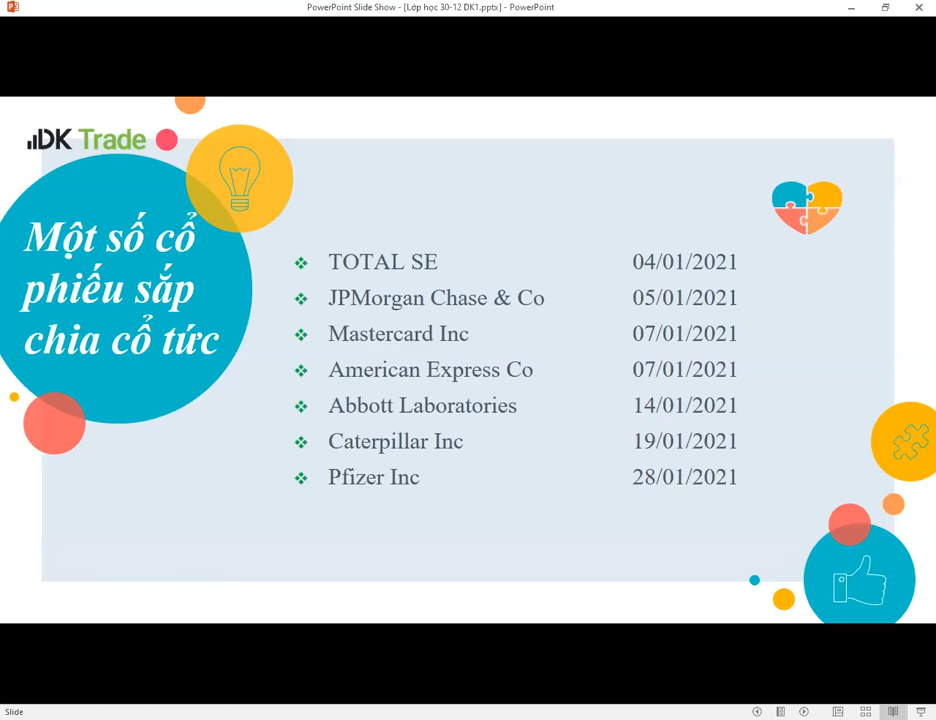 PowerPoint Slide Show - [Lớp học 30-12 DK1.pptx] - PowerPoint
DK Trade
Một số cổ
phiếu sắp
chia cổ tức
TOTAL SE 04/01/2021
JPMorgan Chase & Co 05/01/2021
Mastercard Inc 07/01/2021
American Express Co 07/01/2021
Abbott Laboratories 14/01/2021
Caterpillar Inc 19/01/2021
Pfizer Inc 28/01/2021
Slide